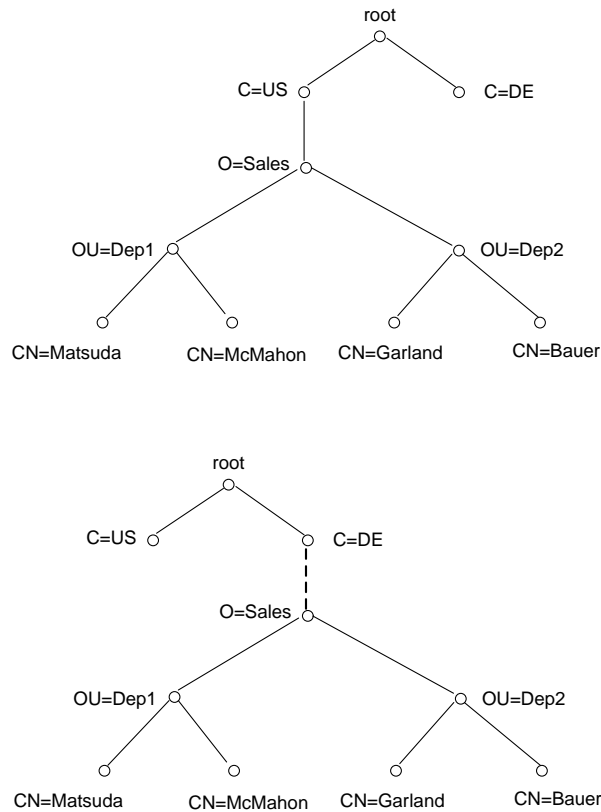 root
C=US
C=DE
O=Sales
OU=Dep1
OU=Dep2
CN=Matsuda
CN=McMahon
CN=Garland
CN=Bauer
root
C=US
C=DE
O=Sales
OU=Dep1
OU=Dep2
CN=Matsuda
CN=McMahon
CN=Garland
CN=Bauer